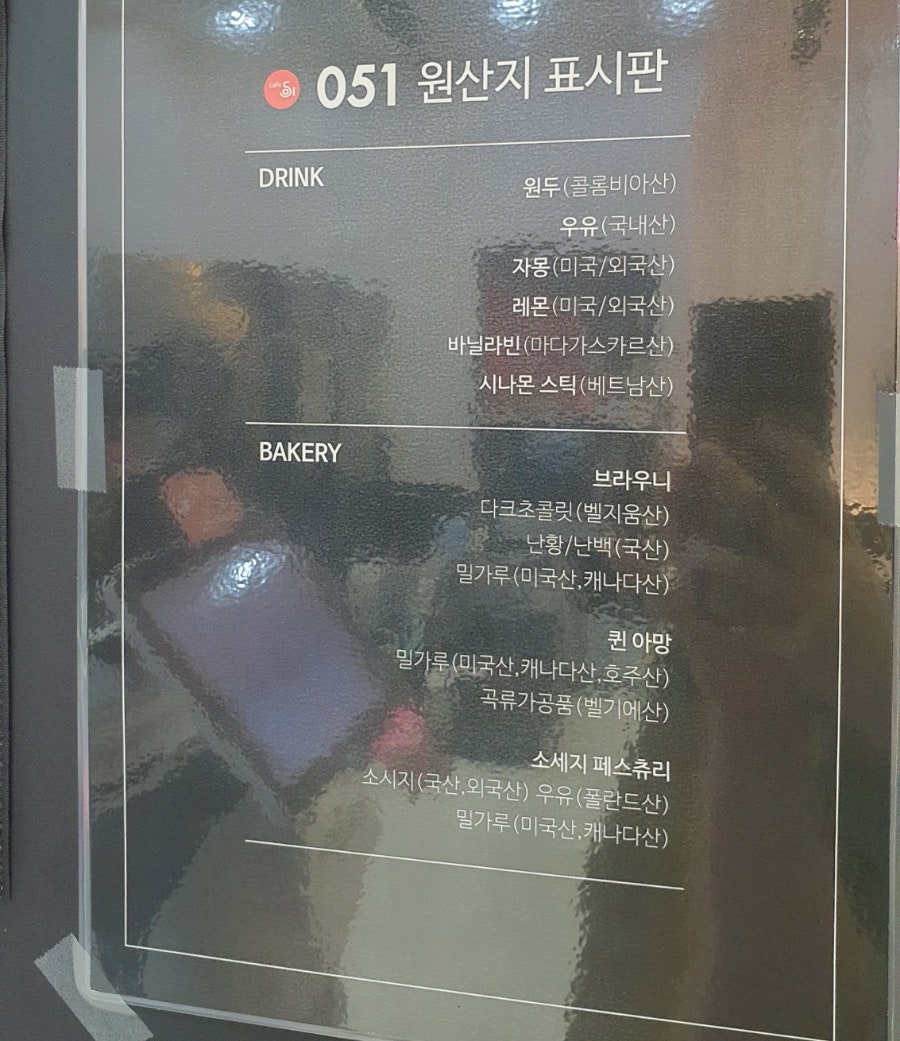 cafe 051
051 원산지 표시판
DRINK
원두(콜롬비아산)
우유(국내산)
자몽(미국/외국산)
레몬(미국/외국산)
바닐라빈(마다가스카르산)
시나몬 스틱(베트남산)
BAKERY
브라우니
다크초콜릿(벨지움산)
난황/난백(국산)
밀가루(미국산,캐나다산)
퀸 아망
밀가루(미국산,캐나다산,호주산)
곡류가공품(벨기에산)
소세지 페스츄리
소시지(국산,외국산) 우유(폴란드산)
밀가루(미국산,캐나다산)